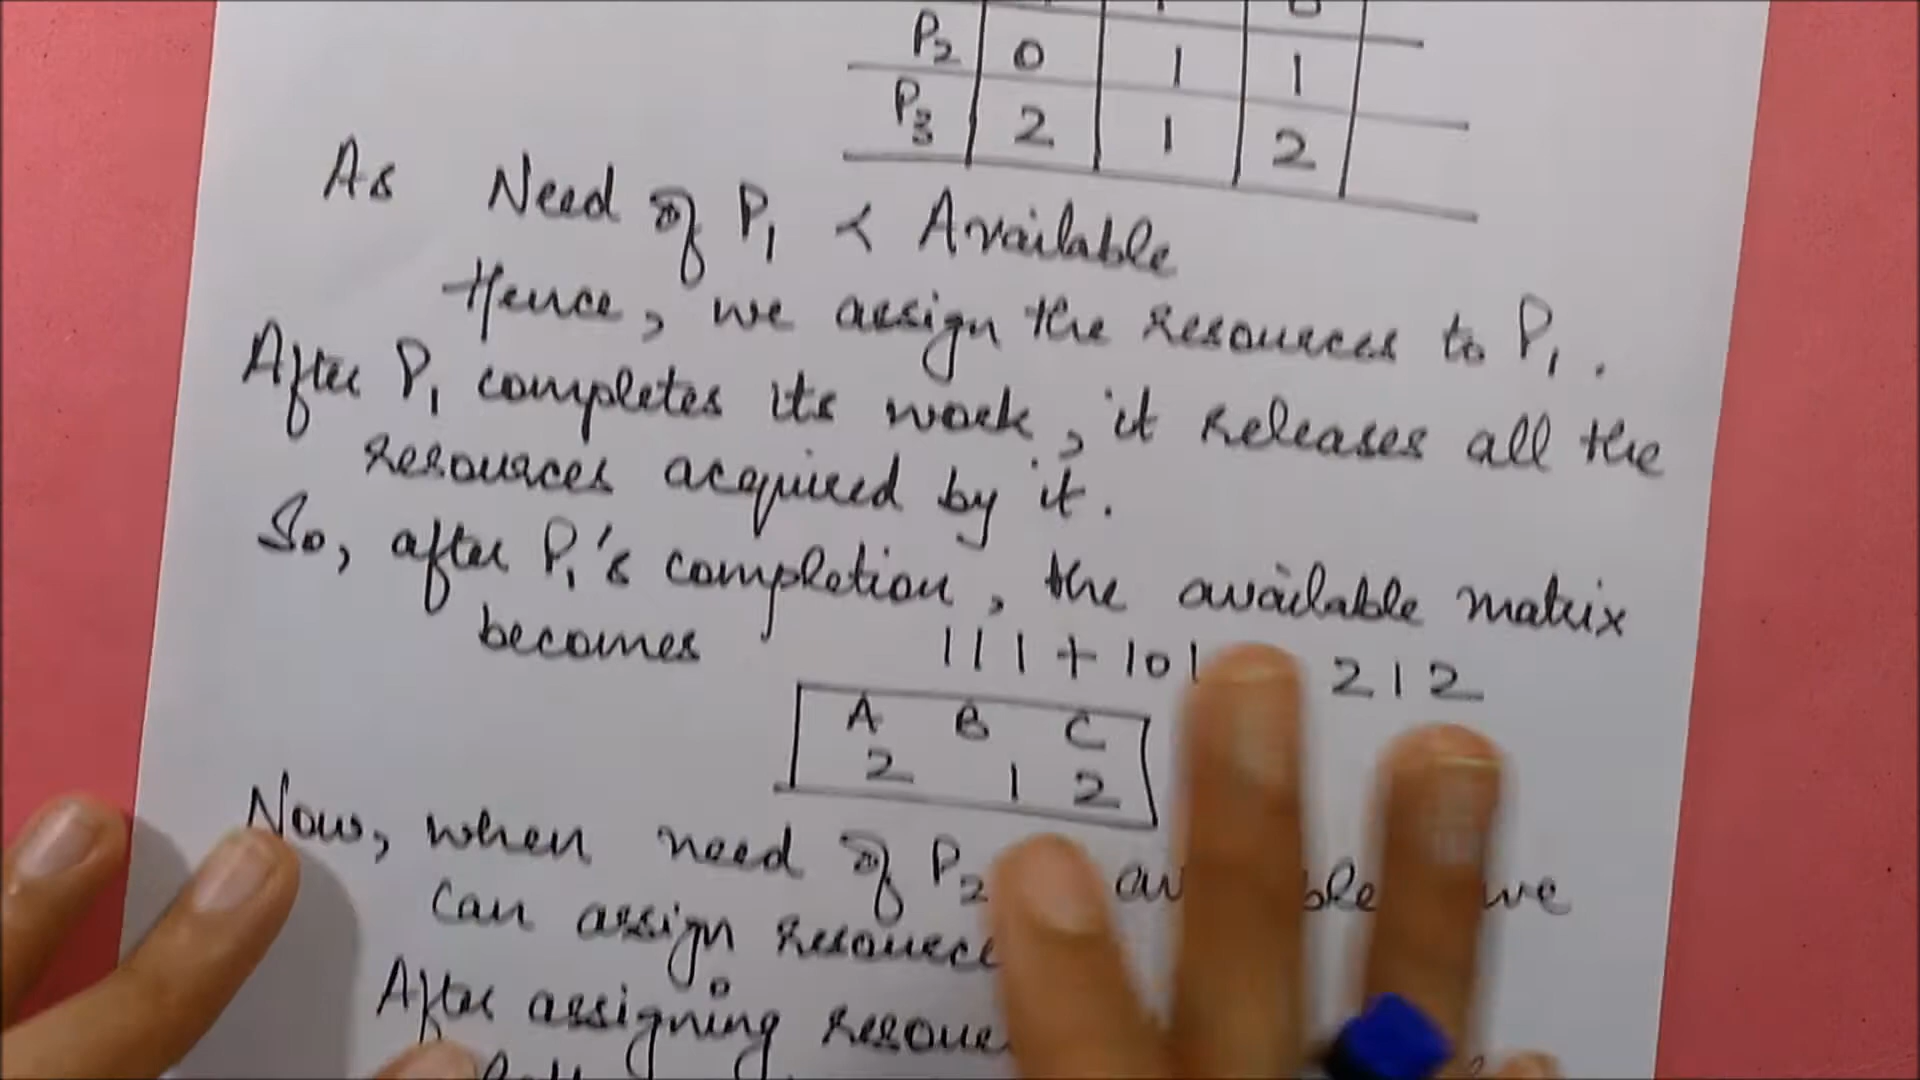 P2 0 1 1
P3 2 1 2
As Need of P1 < Available
Hence, we assign the resources to P1.
After P1 completes its work, it releases all the
resources acquired by it.
So, after P1's completion, the available matrix
becomes 111 + 101 212
A B C
2 1 2
Now, when need of P2 we
can assign
After assigning